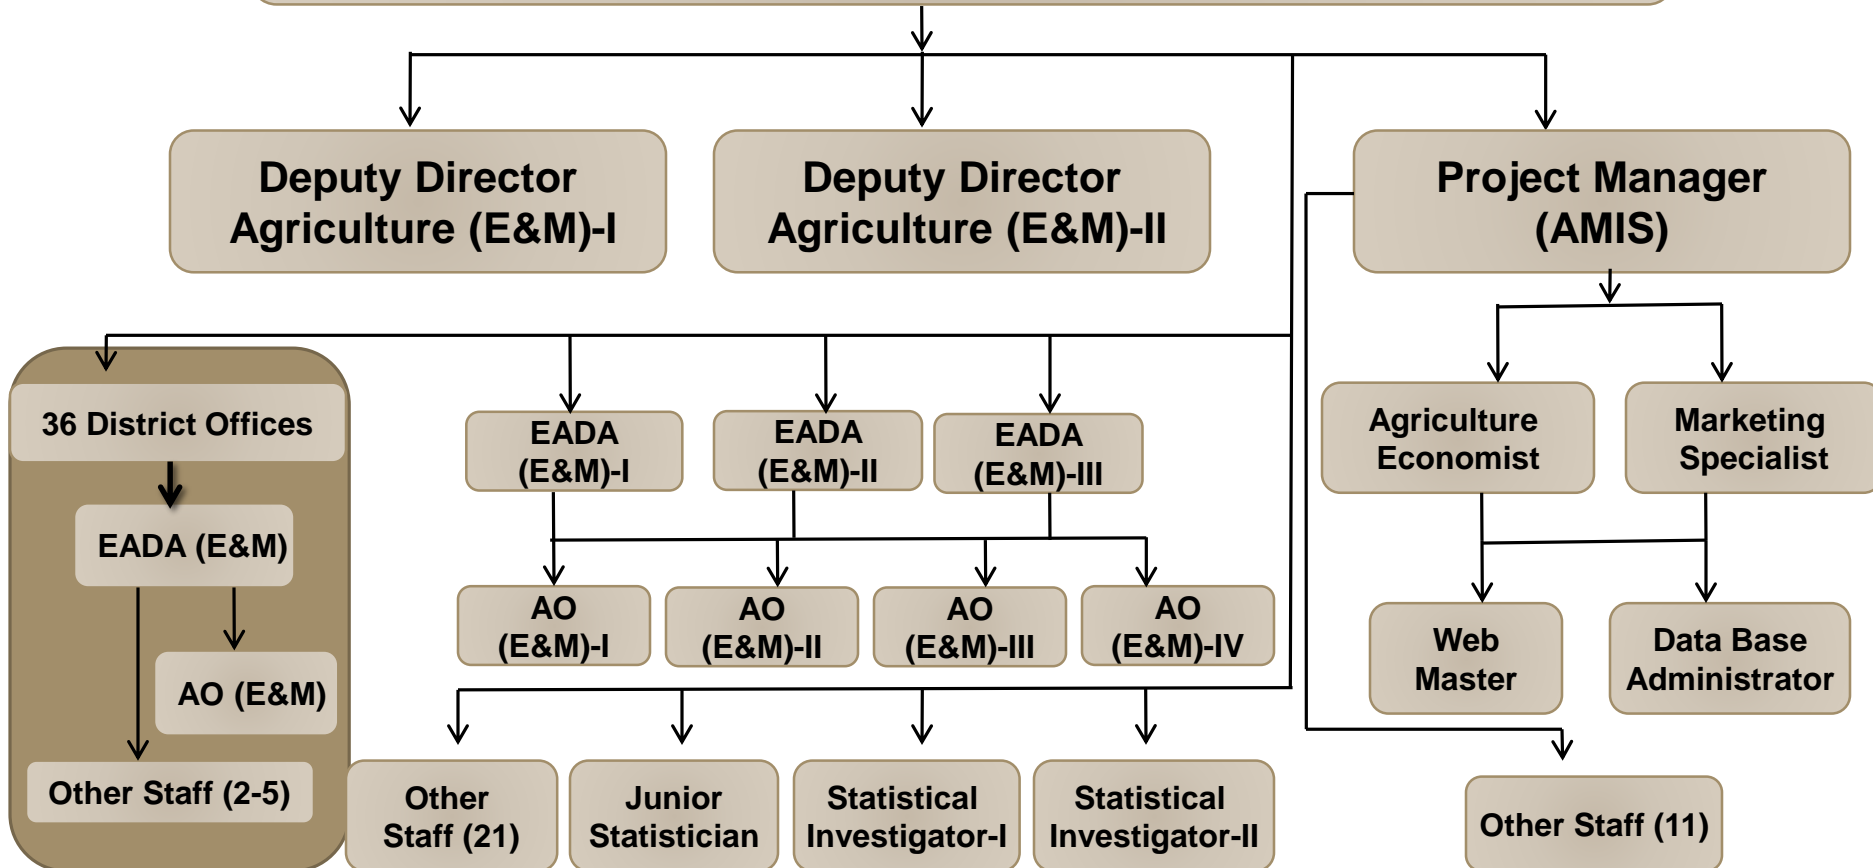 Deputy Director
Agriculture (E&M)-I
Deputy Director
Agriculture (E&M)-II
Project Manager
(AMIS)
36 District Offices
EADA
(E&M)-I
EADA
(E&M)-II
EADA
(E&M)-III
Agriculture
Economist
Marketing
Specialist
EADA (E&M)
AO
(E&M)-I
AO
(E&M)-II
AO
(E&M)-III
AO
(E&M)-IV
Web
Master
Data Base
Administrator
AO (E&M)
Other Staff (2-5)
Other
Staff (21)
Junior
Statistician
Statistical
Investigator-I
Statistical
Investigator-II
Other Staff (11)